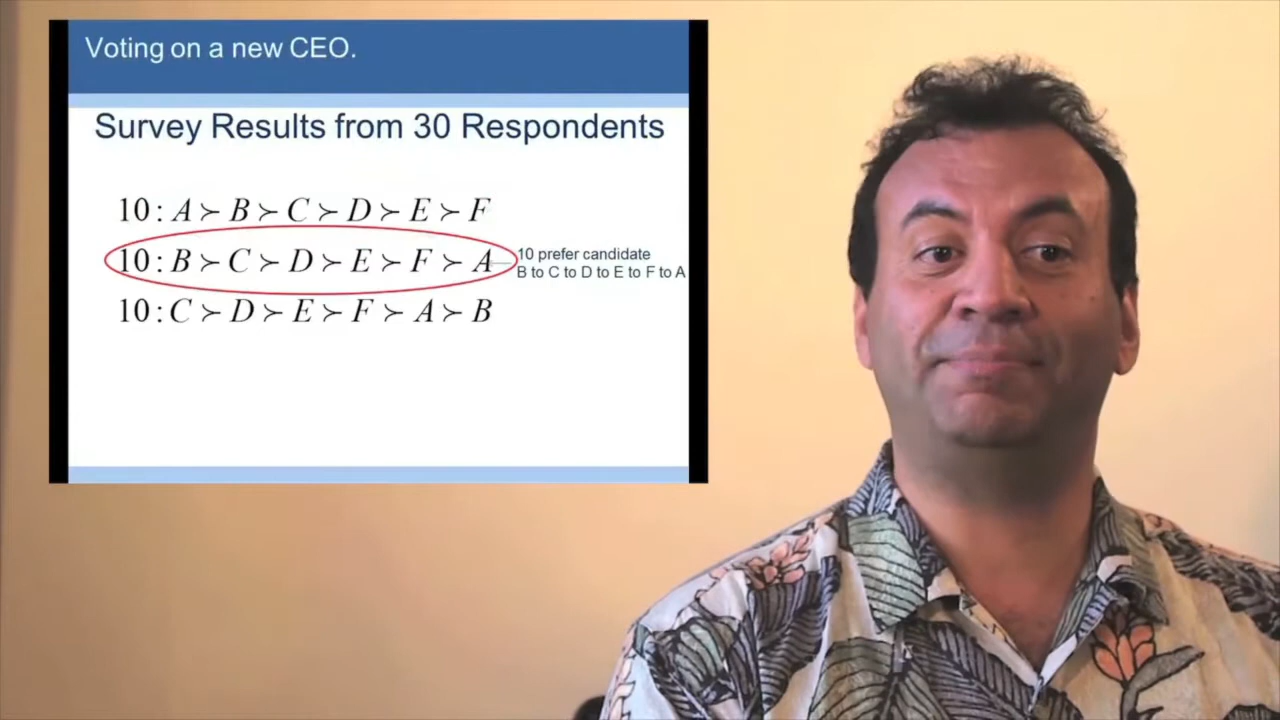 Voting on a new CEO.
Survey Results from 30 Respondents
10 : A ≻ B ≻ C ≻ D ≻ E ≻ F
10 : B ≻ C ≻ D ≻ E ≻ F ≻ A
10 prefer candidate
B to C to D to E to F to A
10 : C ≻ D ≻ E ≻ F ≻ A ≻ B